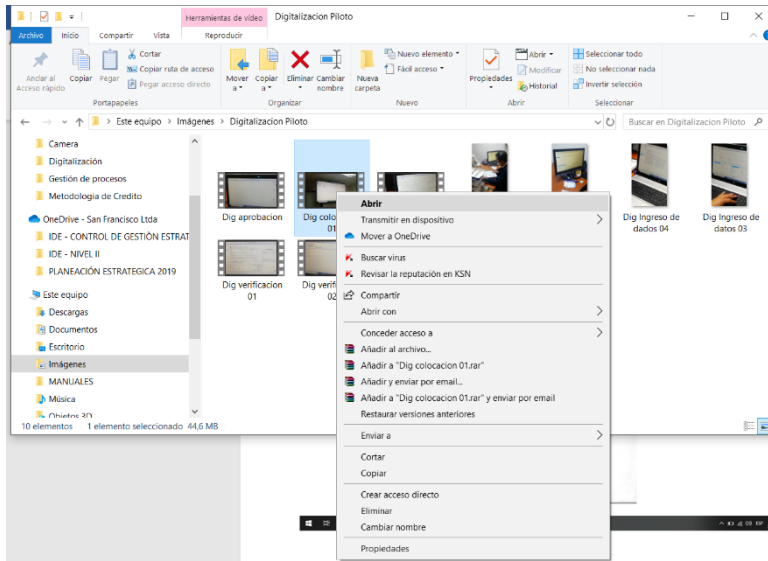 Herramientas de vídeo
Digitalizacion Piloto
Archivo
Inicio
Compartir
Vista
Reproducir
Andar al
Acceso rápido
Copiar
Pegar
Cortar
Copiar ruta de acceso
Pegar acceso directo
Portapapeles
Mover
a
Copiar
a
Eliminar
Cambiar
nombre
Organizar
Nueva
carpeta
Nuevo elemento
Fácil acceso
Nuevo
Propiedades
Abrir
Modificar
Historial
Abrir
Seleccionar todo
No seleccionar nada
Invertir selección
Seleccionar
Este equipo > Imágenes > Digitalizacion Piloto
Buscar en Digitalizacion Piloto
Camera
Digitalización
Gestión de procesos
Metodologia de Credito
OneDrive - San Francisco Ltda
IDE - CONTROL DE GESTIÓN ESTRAT
IDE - NIVEL II
PLANEACIÓN ESTRATEGICA 2019
Este equipo
Descargas
Documentos
Escritorio
Imágenes
MANUALES
Música
Objetos 3D
Dig aprobacion
Dig colo
01
Dig Ingreso de
dados 04
Dig Ingreso de
datos 03
Dig verificacion
01
Dig verif
02
Abrir
Transmitir en dispositivo
Mover a OneDrive
Buscar virus
Revisar la reputación en KSN
Compartir
Abrir con
Conceder acceso a
Añadir al archivo...
Añadir a "Dig colocacion 01.rar"
Añadir y enviar por email...
Añadir a "Dig colocacion 01.rar" y enviar por email
Restaurar versiones anteriores
Enviar a
Cortar
Copiar
Crear acceso directo
Eliminar
Cambiar nombre
Propiedades
10 elementos
1 elemento seleccionado 44,6 MB